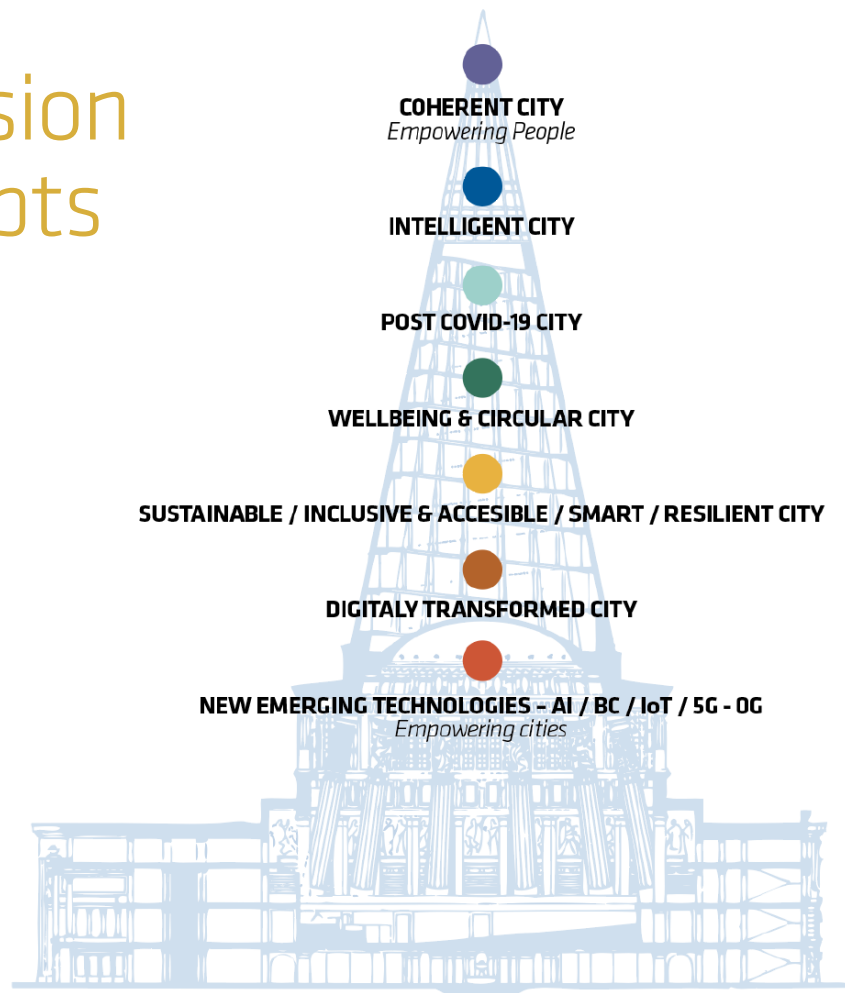 sion
pts
COHERENT CITY
Empowering People
INTELLIGENT CITY
POST COVID-19 CITY
WELLBEING & CIRCULAR CITY
SUSTAINABLE / INCLUSIVE & ACCESIBLE / SMART / RESILIENT CITY
DIGITALY TRANSFORMED CITY
NEW EMERGING TECHNOLOGIES - AI / BC / IoT / 5G - 0G
Empowering cities